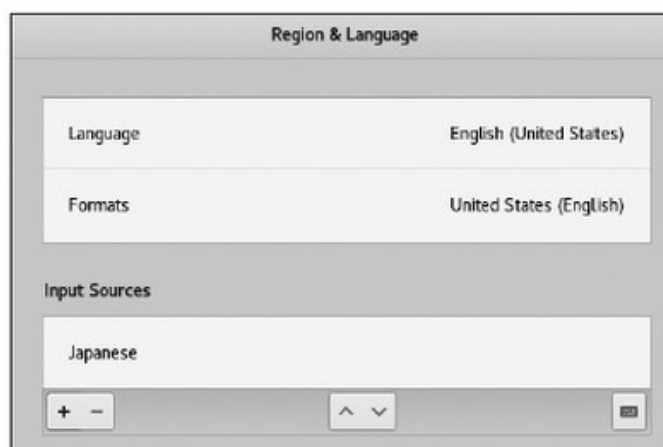 Region & Language
Language English (United States)
Formats United States (English)
Input Sources
Japanese
+ −